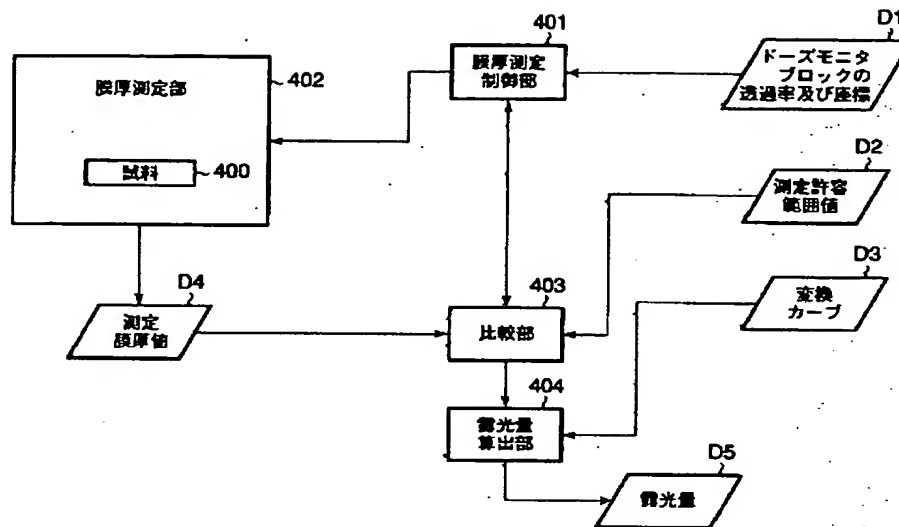 401
膜厚測定
制御部
D1
ドーズモニタ
ブロックの
透過率及び座標
402
膜厚測定部
試料
400
D2
測定許容
範囲値
D3
変換
カーブ
D4
測定
膜厚値
403
比較部
404
露光量
算出部
D5
露光量